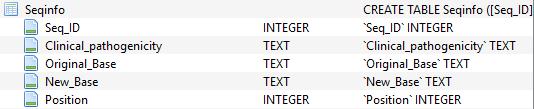 Seqinfo CREATE TABLE Seqinfo ([Seq_ID]
Seq_ID INTEGER `Seq_ID` INTEGER
Clinical_pathogenicity TEXT `Clinical_pathogenicity` TEXT
Original_Base TEXT `Original_Base` TEXT
New_Base TEXT `New_Base` TEXT
Position INTEGER `Position` INTEGER